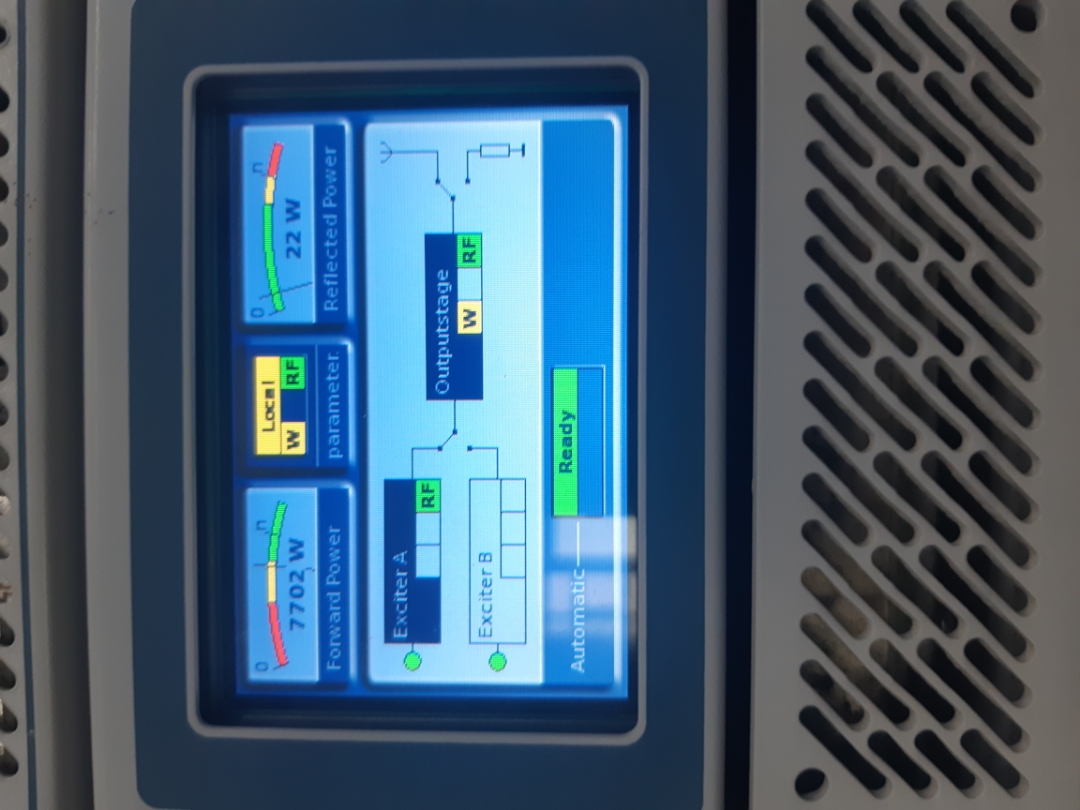 0 n
7702 W
Forward Power
Local
W RF
parameter.
0 n
22 W
Reflected Power
Exciter A
RF
Exciter B
Outputstage
W RF
Automatic
Ready